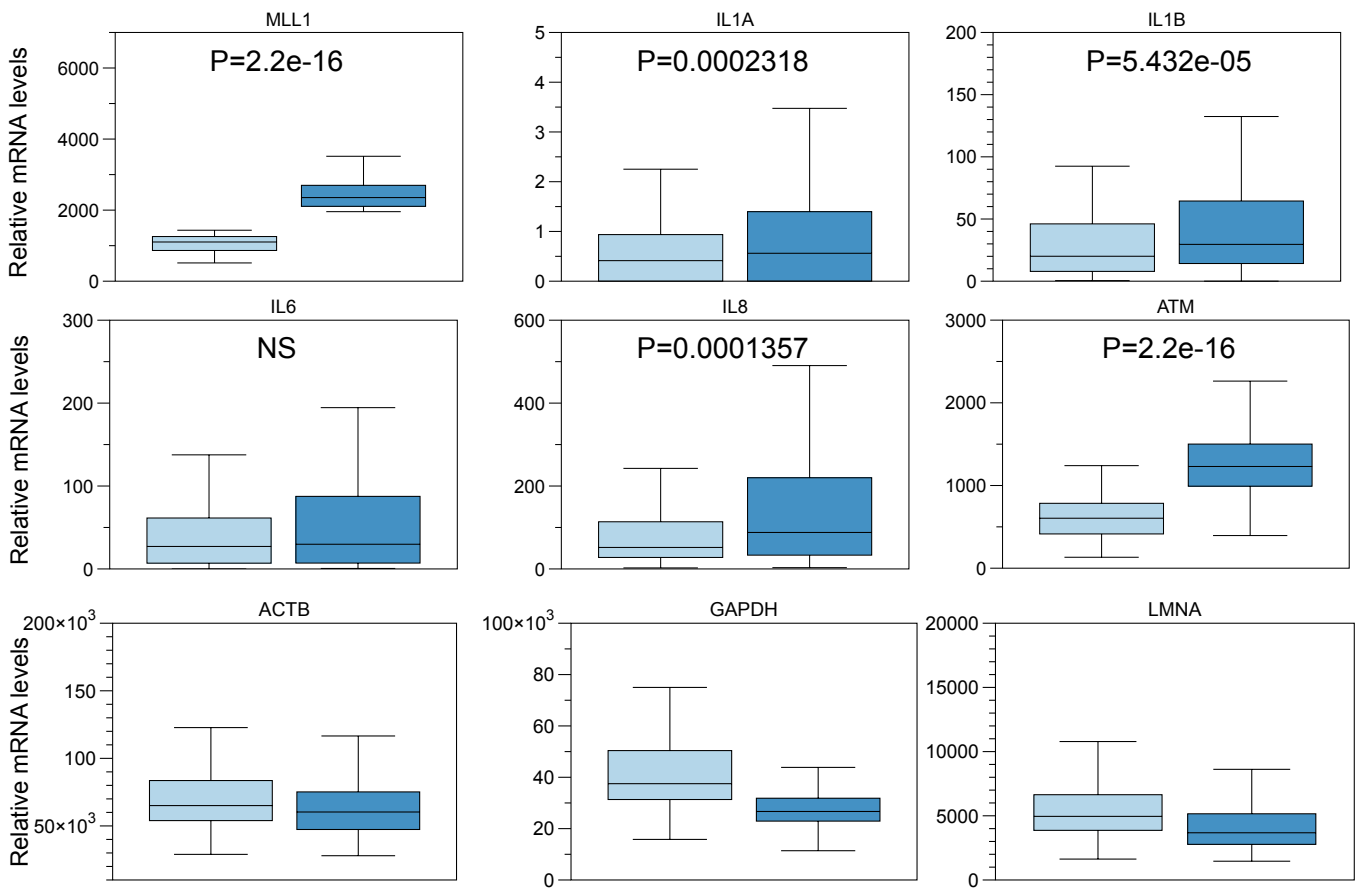 MLL1
IL1A
IL1B
Relative mRNA levels
6000
4000
2000
0
P=2.2e-16
5
4
3
2
1
0
P=0.0002318
200
150
100
50
0
P=5.432e-05
IL6
IL8
ATM
Relative mRNA levels
300
200
100
0
NS
600
400
200
0
P=0.0001357
3000
2000
1000
0
P=2.2e-16
ACTB
GAPDH
LMNA
Relative mRNA levels
200×10³
150
100
50×10³
100×10³
80
60
40
20
0
20000
15000
10000
5000
0